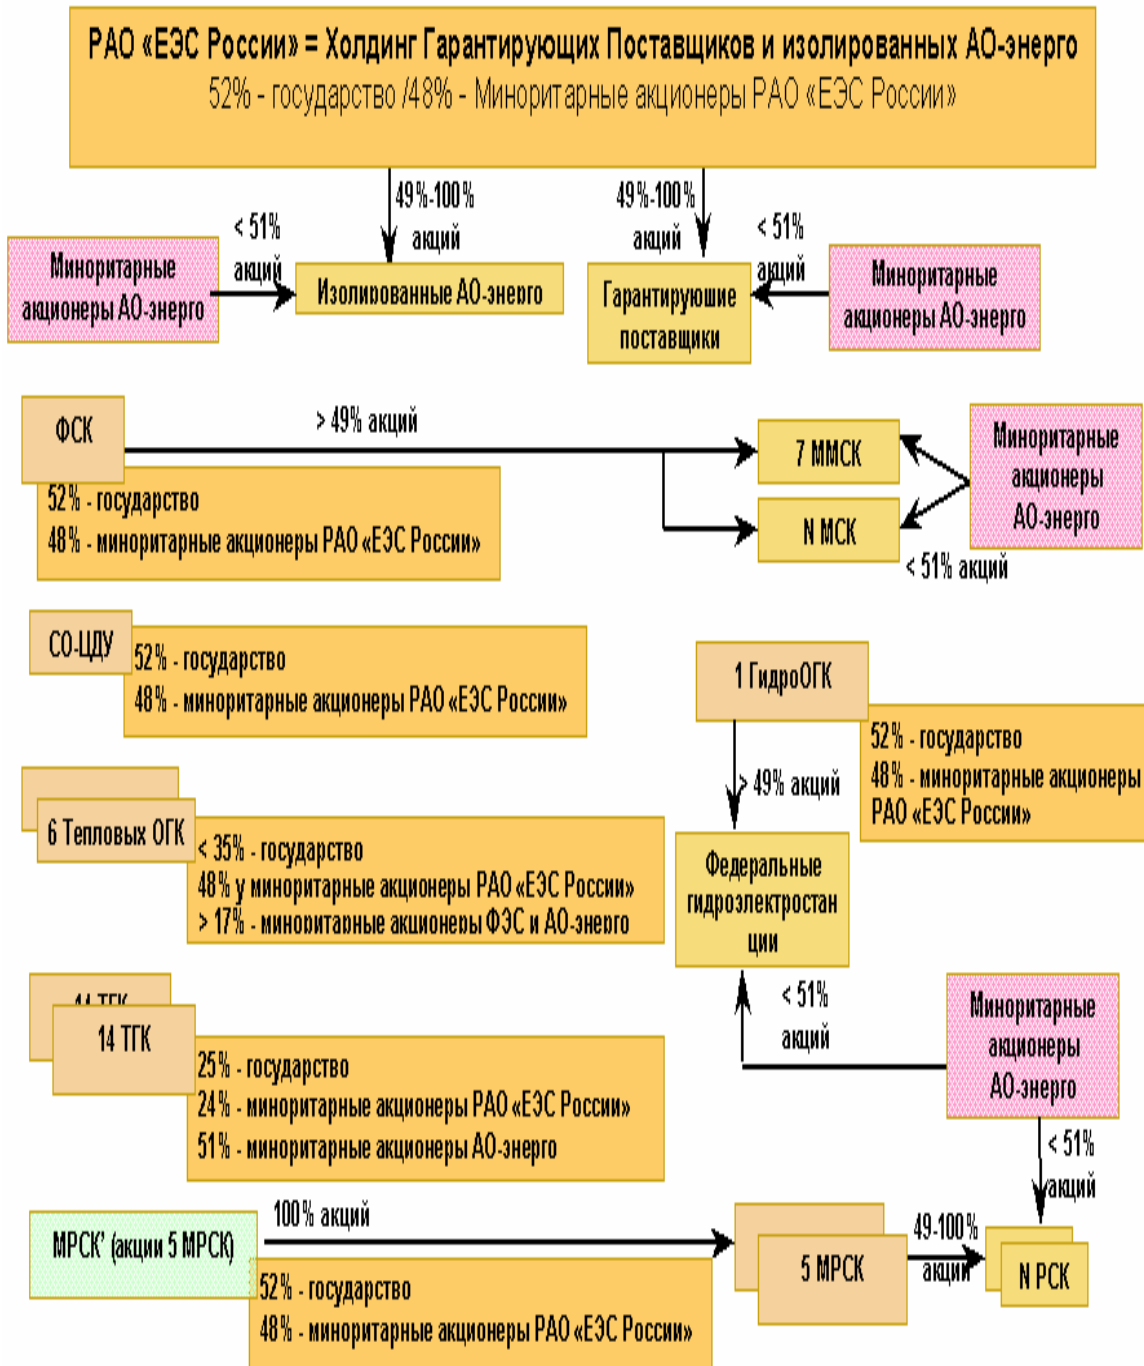 РАО «ЕЭС России» = Холдинг Гарантирующих Поставщиков и изолированных АО-энерго
52% - государство /48% - Миноритарные акционеры РАО «ЕЭС России»
49%-100%
акций
49%-100%
акций
< 51%
акций
< 51%
акций
Миноритарные
акционеры АО-энерго
Изолированные АО-энерго
Гарантируюшие
поставщики
Миноритарные
акционеры АО-энерго
ФСК
> 49% акций
52% - государство
48% - миноритарные акционеры РАО «ЕЭС России»
7 ММСК
N МСК
Миноритарные
акционеры
АО-энерго
< 51% акций
СО-ЦДУ
52% - государство
48% - миноритарные акционеры РАО «ЕЭС России»
1 ГидроОГК
52% - государство
48% - миноритарные акционеры
РАО «ЕЭС России»
> 49% акций
6 Тепловых ОГК
< 35% - государство
48% у миноритарные акционеры РАО «ЕЭС России»
> 17% - миноритарные акционеры ФЭС и АО-энерго
Федеральные
гидроэлектростан
ции
< 51%
акций
14 ТГК
14 ТГК
25% - государство
24% - миноритарные акционеры РАО «ЕЭС России»
51% - миноритарные акционеры АО-энерго
Миноритарные
акционеры
АО-энерго
< 51%
акций
МРСК' (акции 5 МРСК)
100% акций
52% - государство
48% - миноритарные акционеры РАО «ЕЭС России»
5 МРСК
49-100%
акций
N РСК